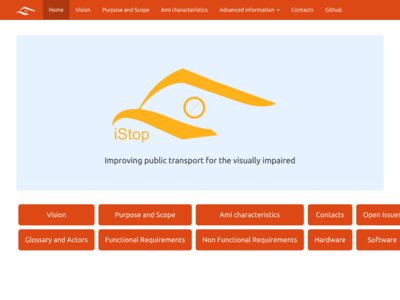 Home Vision Purpose and Scope AmI characteristics Advanced information Contacts Github
iStop
Improving public transport for the visually impaired
Vision Purpose and Scope AmI characteristics Contacts Open Issues
Glossary and Actors Functional Requirements Non Functional Requirements Hardware Software